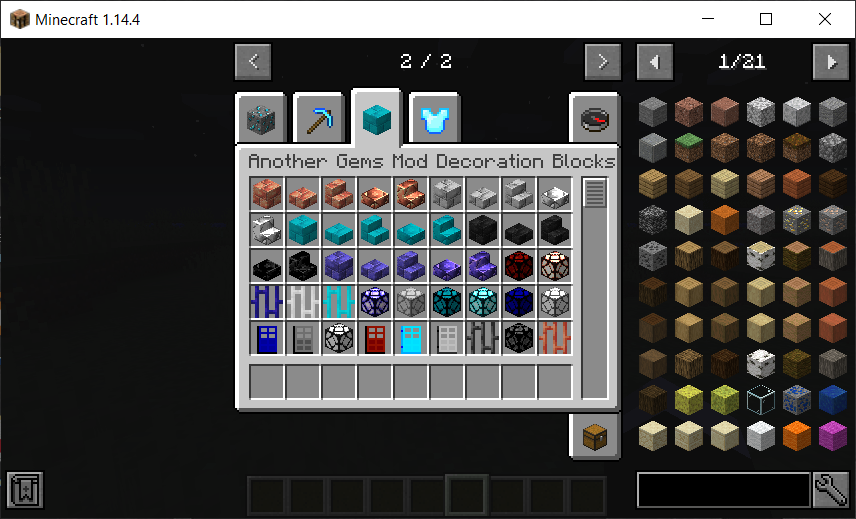 Minecraft 1.14.4
< 2 / 2 > 1/21
Another Gems Mod Decoration Blocks